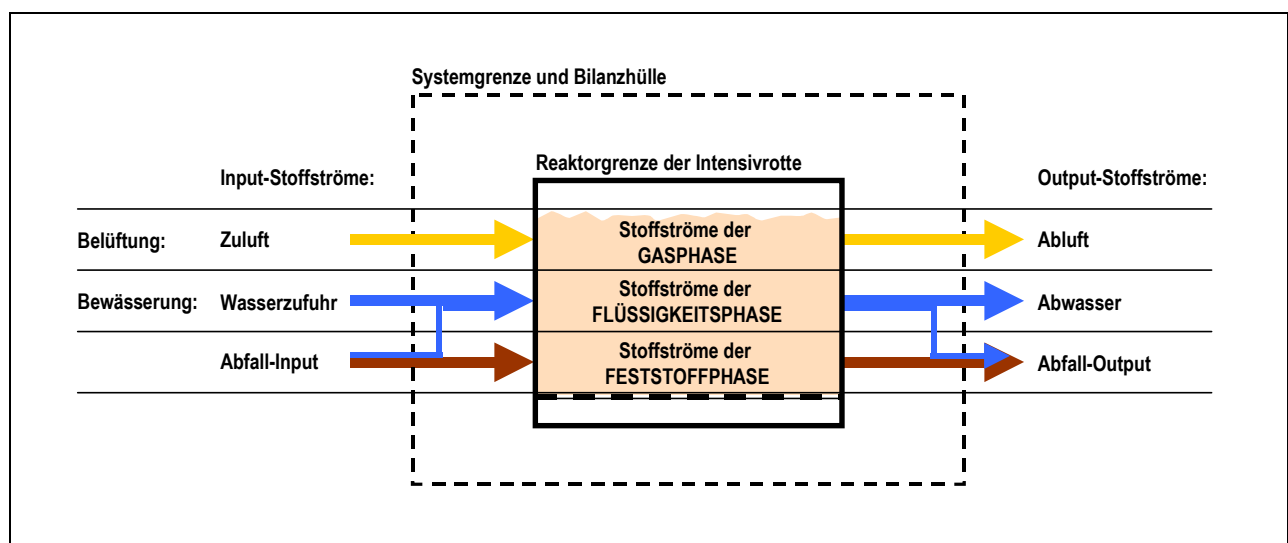 Systemgrenze und Bilanzhülle
Reaktorgrenze der Intensivrotte
Input-Stoffströme:
Output-Stoffströme:
Belüftung:
Zuluft
Stoffströme der
GASPHASE
Abluft
Bewässerung:
Wasserzufuhr
Stoffströme der
FLÜSSIGKEITSPHASE
Abwasser
Abfall-Input
Stoffströme der
FESTSTOFFPHASE
Abfall-Output